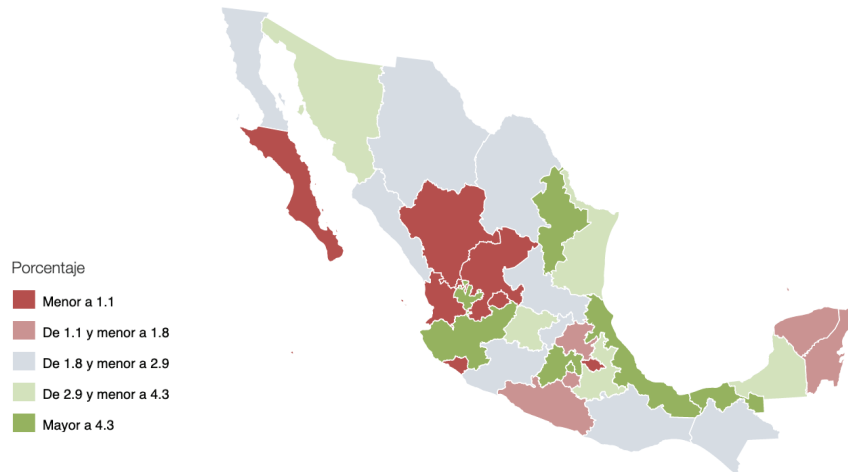 Porcentaje
Menor a 1.1
De 1.1 y menor a 1.8
De 1.8 y menor a 2.9
De 2.9 y menor a 4.3
Mayor a 4.3